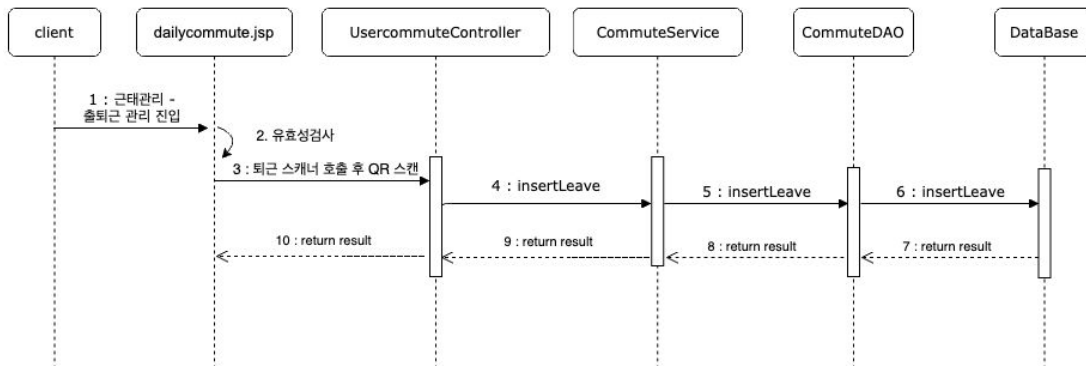 client
dailycommute.jsp
UsercommuteController
CommuteService
CommuteDAO
DataBase
1 : 근태관리 -
출퇴근 관리 진입
2. 유효성검사
3 : 퇴근 스캐너 호출 후 QR 스캔
4 : insertLeave
5 : insertLeave
6 : insertLeave
7 : return result
8 : return result
9 : return result
10 : return result